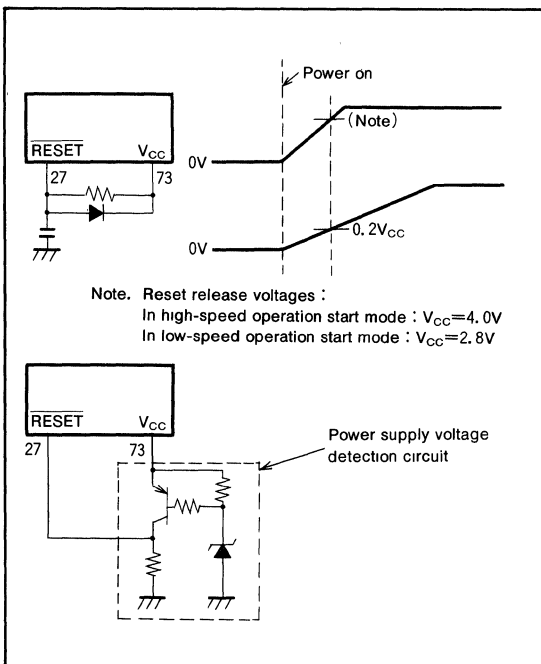 Power on
(Note)
RESET
VCC
27
73
0V
0V
0.2VCC
Note. Reset release voltages :
In high-speed operation start mode : VCC=4.0V
In low-speed operation start mode : VCC=2.8V
RESET
VCC
27
73
Power supply voltage
detection circuit